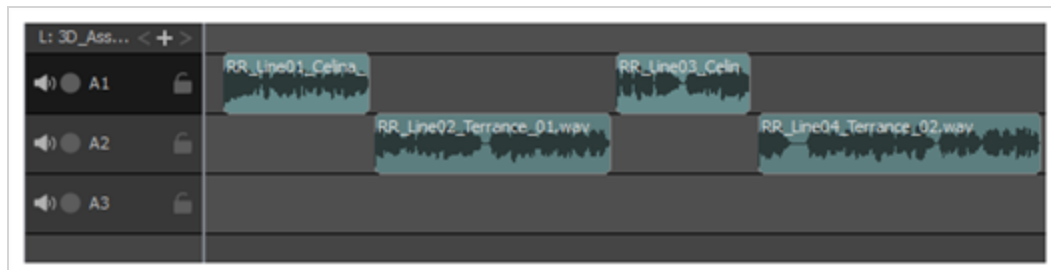 L: 3D_Ass... < + >
A1 RR_Line01_Celina_ RR_Line03_Celin
A2 RR_Line02_Terrance_01.wav RR_Line04_Terrance_02.wav
A3